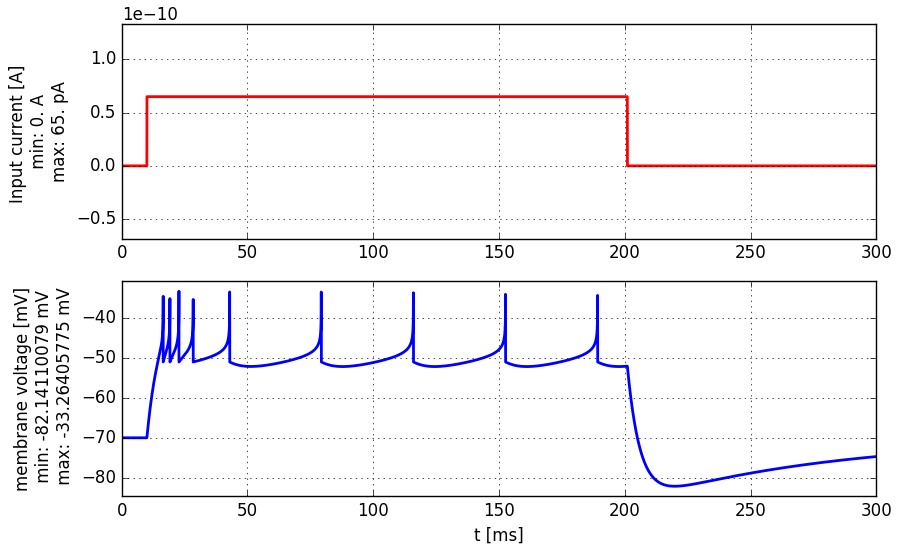 1e−10
Input current [A]
min: 0. A
max: 65. pA
1.0
0.5
0.0
−0.5
0 50 100 150 200 250 300
membrane voltage [mV]
min: -82.14110079 mV
max: -33.26405775 mV
−40
−50
−60
−70
−80
0 50 100 150 200 250 300
t [ms]